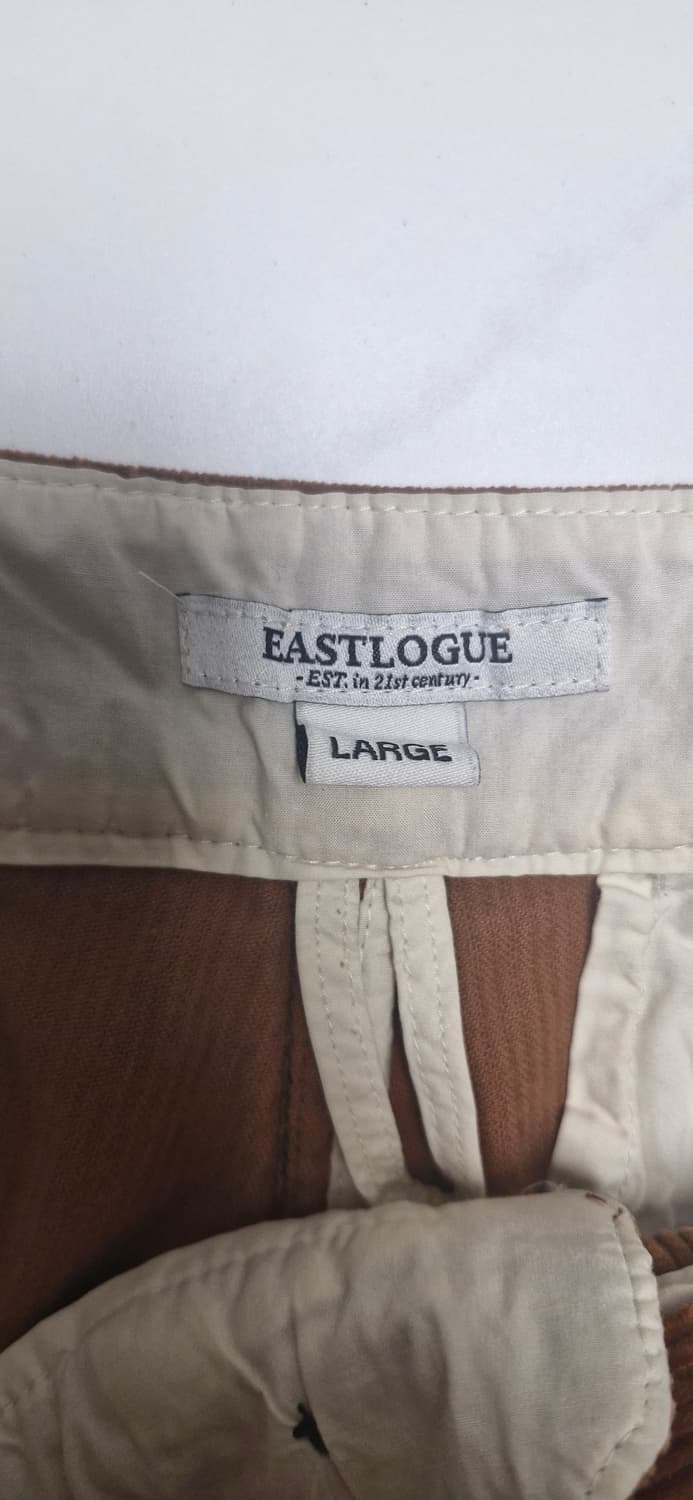 EASTLOGUE
- EST. in 21st century -
LARGE